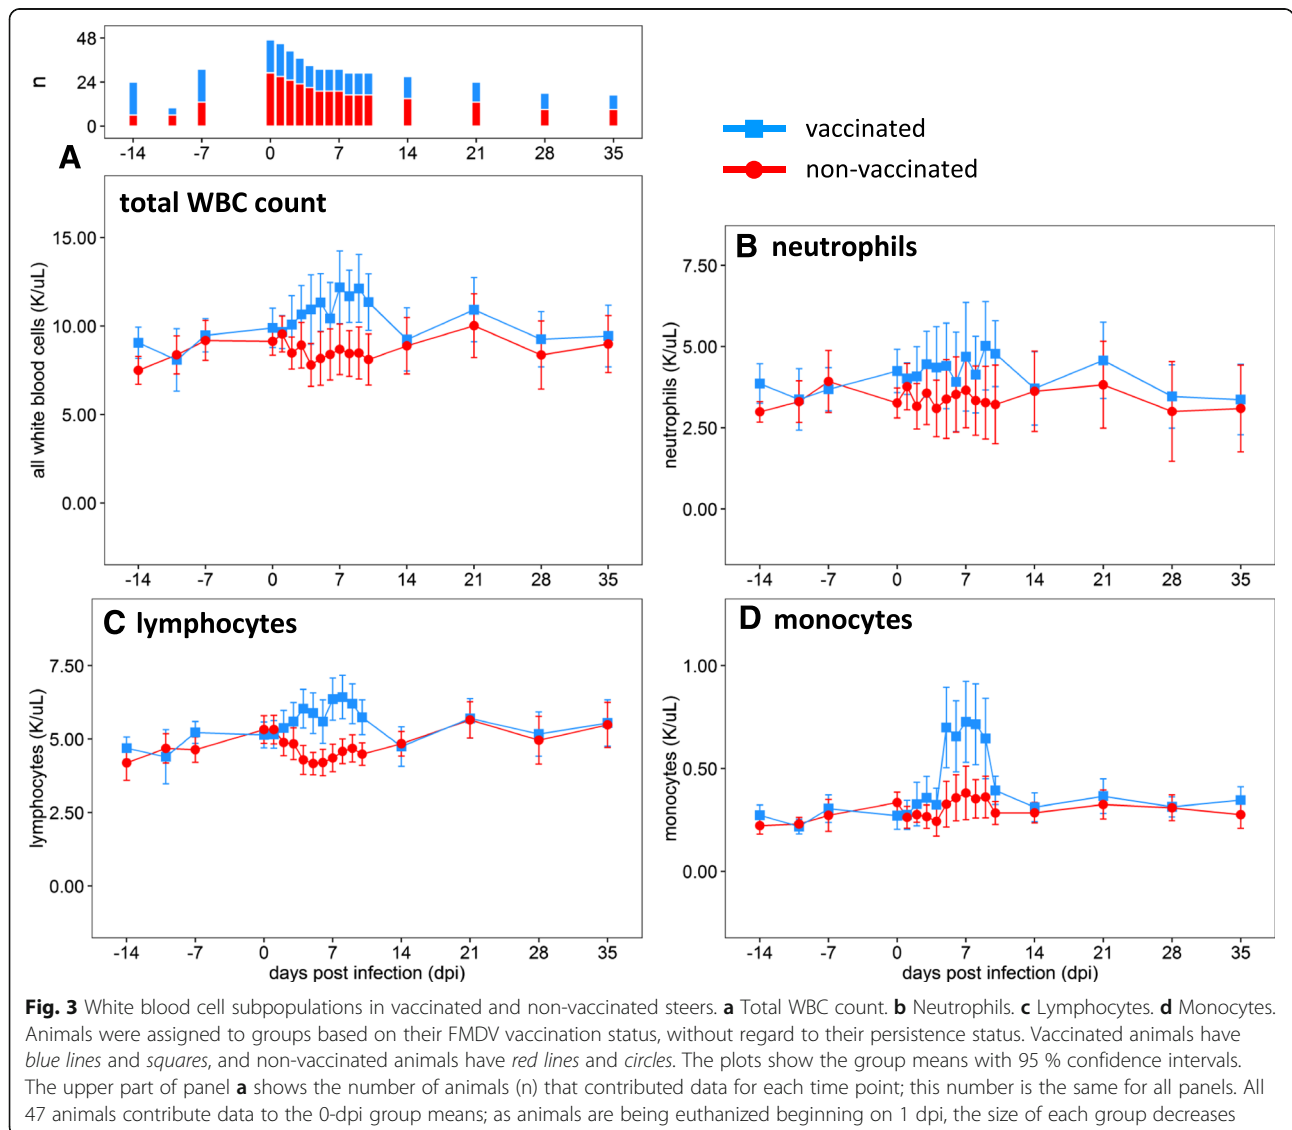 48
24
0
n
-14 -7 0 7 14 21 28 35
vaccinated
non-vaccinated
A
total WBC count
15.00
10.00
5.00
0.00
all white blood cells (K/uL)
-14 -7 0 7 14 21 28 35
B neutrophils
7.50
5.00
2.50
0.00
neutrophils (K/uL)
-14 -7 0 7 14 21 28 35
C lymphocytes
7.50
5.00
2.50
0.00
lymphocytes (K/uL)
-14 -7 0 7 14 21 28 35
days post infection (dpi)
D monocytes
1.00
0.50
0.00
monocytes (K/uL)
-14 -7 0 7 14 21 28 35
days post infection (dpi)
Fig. 3 White blood cell subpopulations in vaccinated and non-vaccinated steers. a Total WBC count. b Neutrophils. c Lymphocytes. d Monocytes.
Animals were assigned to groups based on their FMDV vaccination status, without regard to their persistence status. Vaccinated animals have
blue lines and squares, and non-vaccinated animals have red lines and circles. The plots show the group means with 95 % confidence intervals.
The upper part of panel a shows the number of animals (n) that contributed data for each time point; this number is the same for all panels. All
47 animals contribute data to the 0-dpi group means; as animals are being euthanized beginning on 1 dpi, the size of each group decreases